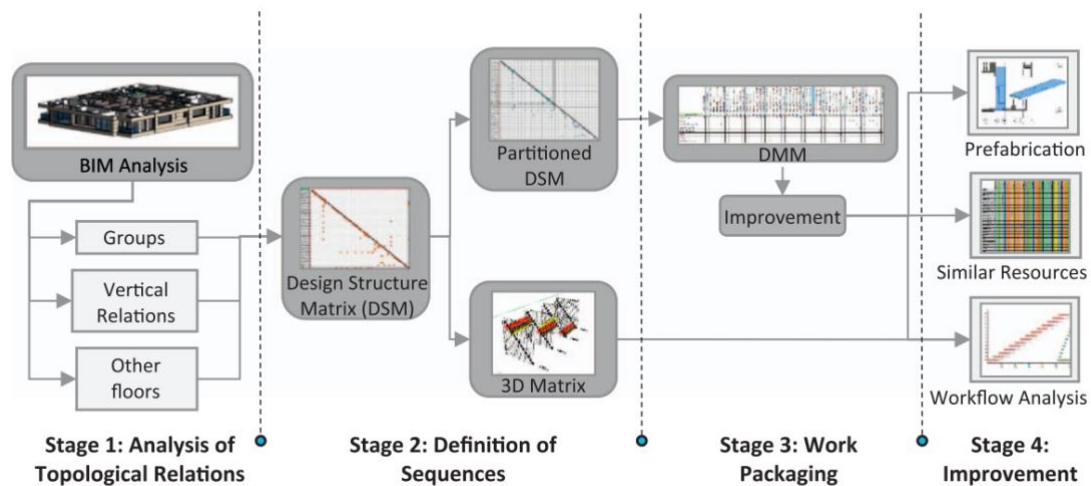 BIM Analysis
Groups
Vertical
Relations
Other
floors
Design Structure
Matrix (DSM)
Partitioned
DSM
3D Matrix
DMM
Improvement
Prefabrication
Similar Resources
Workflow Analysis
Stage 1: Analysis of
Topological Relations
Stage 2: Definition of
Sequences
Stage 3: Work
Packaging
Stage 4:
Improvement